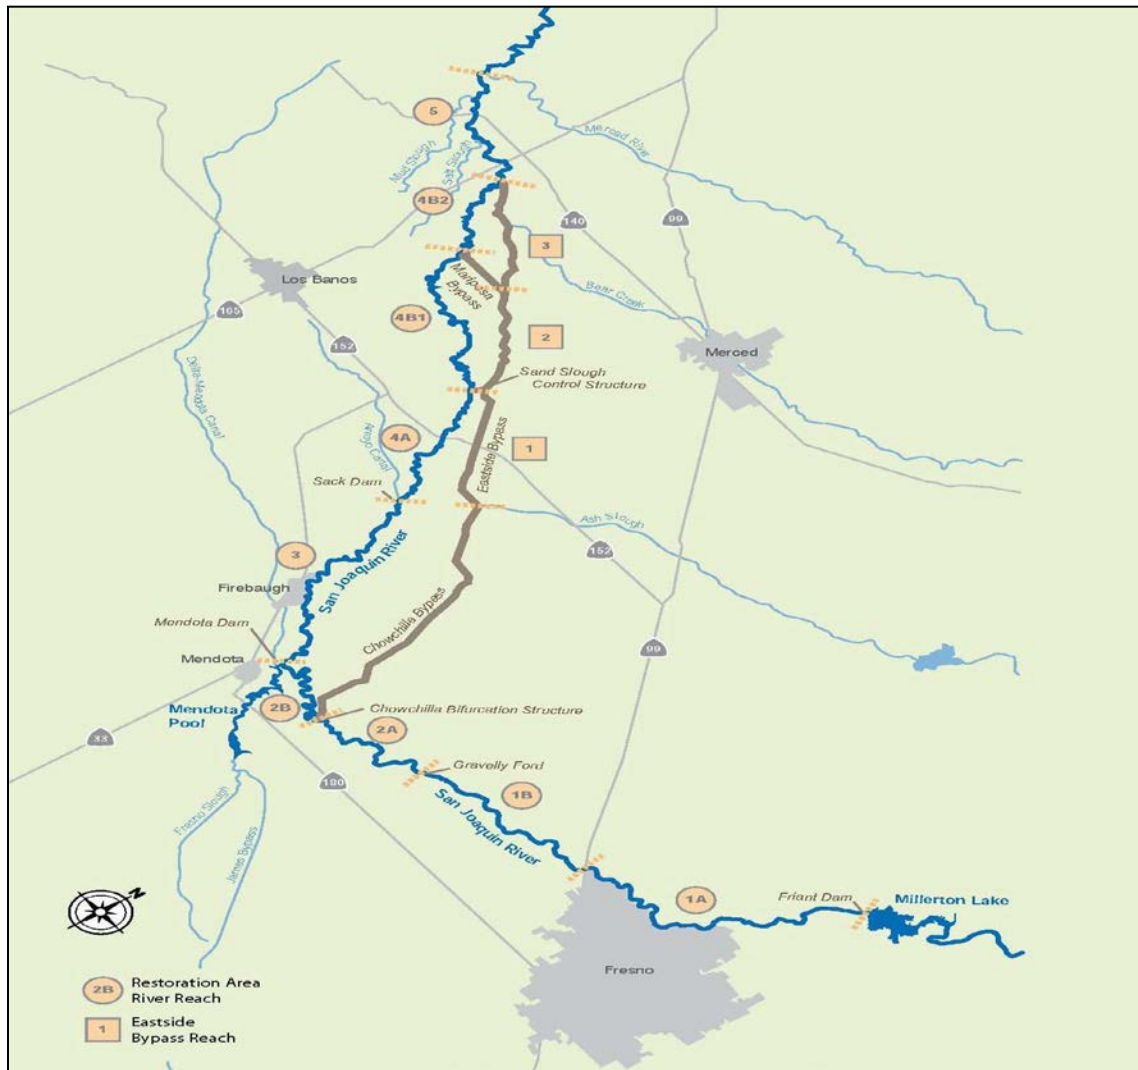 5
Mud Slough
Salt Slough
Merced River
4B2
140
99
3
Los Banos
Mariposa
Bypass
Bear Creek
165
4B1
152
2
Merced
Delta-Mendota Canal
Sand Slough
Control Structure
4A
Arroyo Canal
Eastside Bypass
1
Sack Dam
Ash Slough
3
San Joaquin River
152
Firebaugh
Chowchilla Bypass
Mendota Dam
99
Mendota
Mendota
Pool
2B
Chowchilla Bifurcation Structure
33
2A
Gravelly Ford
180
1B
Fresno Slough
James Bypass
San Joaquin River
N
1A
Friant Dam
Millerton Lake
Fresno
2B
Restoration Area
River Reach
1
Eastside
Bypass Reach